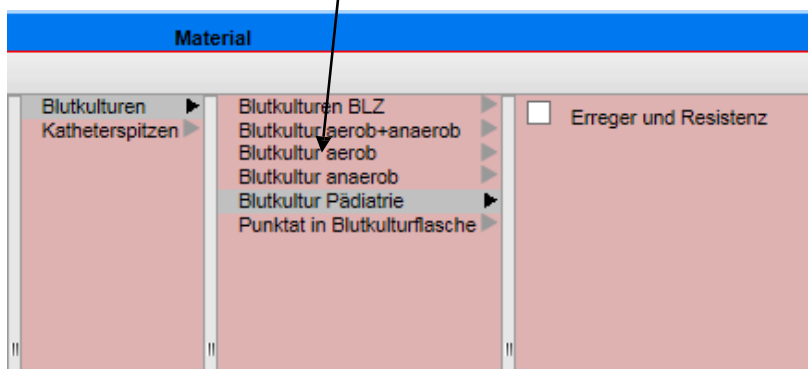 Material
Blutkulturen
Katheterspitzen
Blutkulturen BLZ
Blutkultur aerob+anaerob
Blutkultur aerob
Blutkultur anaerob
Blutkultur Pädiatrie
Punktat in Blutkulturflasche
Erreger und Resistenz